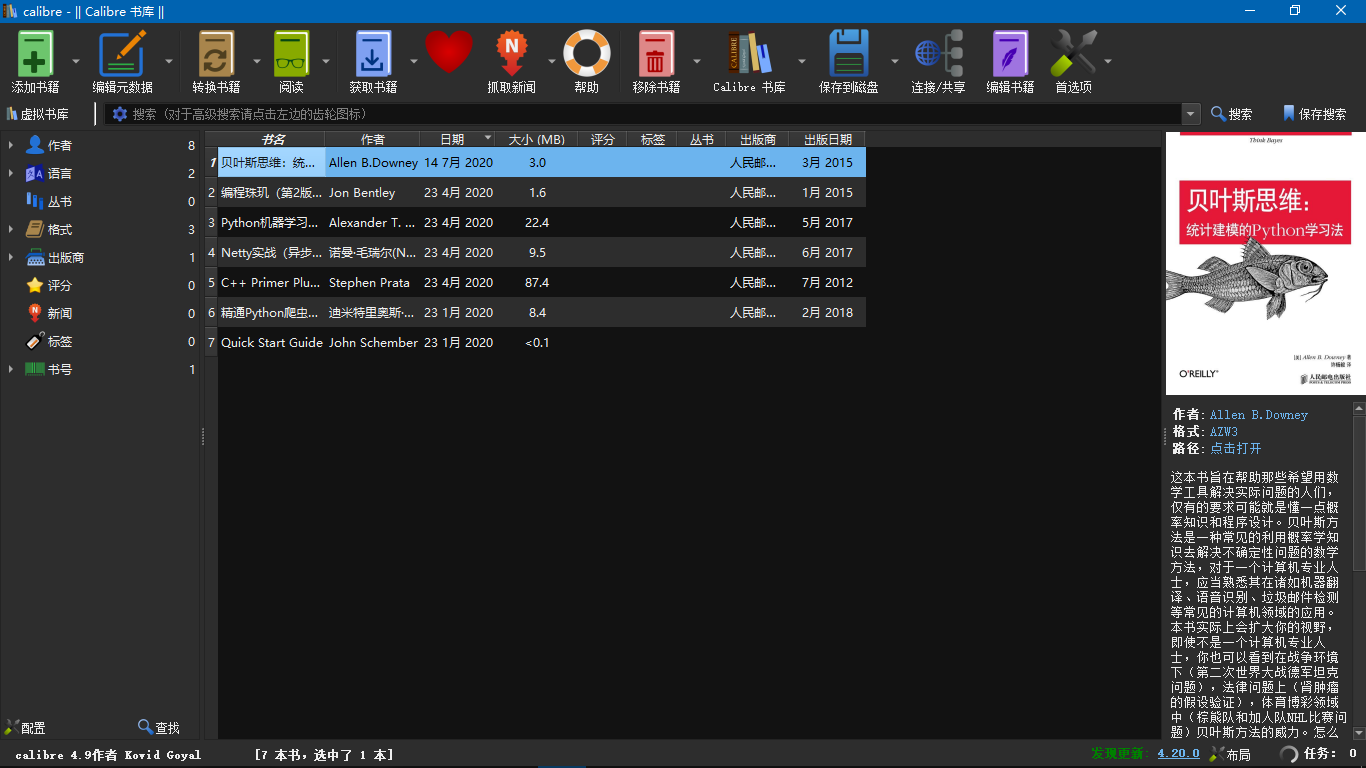 calibre - || Calibre 书库 ||
添加书籍 编辑元数据 转换书籍 阅读 获取书籍 抓取新闻 帮助 移除书籍 Calibre 书库 保存到磁盘 连接/共享 编辑书籍 首选项
虚拟书库 搜索（对于高级搜索请点击左边的齿轮图标） 搜索 保存搜索
作者 8
语言 2
丛书 0
格式 3
出版商 1
评分 0
新闻 0
标签 0
书号 1
书名 作者 日期 大小 (MB) 评分 标签 丛书 出版商 出版日期
1 贝叶斯思维：统... Allen B.Downey 14 7月 2020 3.0 人民邮... 3月 2015
2 编程珠玑（第2版... Jon Bentley 23 4月 2020 1.6 人民邮... 1月 2015
3 Python机器学习... Alexander T. ... 23 4月 2020 22.4 人民邮... 5月 2017
4 Netty实战（异步... 诺曼·毛瑞尔(N... 23 4月 2020 9.5 人民邮... 6月 2017
5 C++ Primer Plu... Stephen Prata 23 4月 2020 87.4 人民邮... 7月 2012
6 精通Python爬虫... 迪米特里奥斯·... 23 1月 2020 8.4 人民邮... 2月 2018
7 Quick Start Guide John Schember 23 1月 2020 <0.1
Think Bayes
贝叶斯思维：
统计建模的Python学习法
[美] Allen B. Downey 著
许杨毅 译
O'REILLY®
人民邮电出版社
POSTS & TELECOM PRESS
作者: Allen B.Downey
格式: AZW3
路径: 点击打开
这本书旨在帮助那些希望用数
学工具解决实际问题的人们，
仅有的要求可能就是懂一点概
率知识和程序设计。贝叶斯方
法是一种常见的利用概率学知
识去解决不确定性问题的数学
方法，对于一个计算机专业人
士，应当熟悉其在诸如机器翻
译、语音识别、垃圾邮件检测
等常见的计算机领域的应用。
本书实际上会扩大你的视野，
即使不是一个计算机专业人
士，你也可以看到在战争环境
下（第二次世界大战德军坦克
问题），法律问题上（肾肿瘤
的假设验证），体育博彩领域
中（棕熊队和加人队NHL比赛问
题）贝叶斯方法的威力。怎么
配置 查找
calibre 4.9作者 Kovid Goyal [7 本书，选中了 1 本] 发现更新: 4.20.0 布局 任务: 0